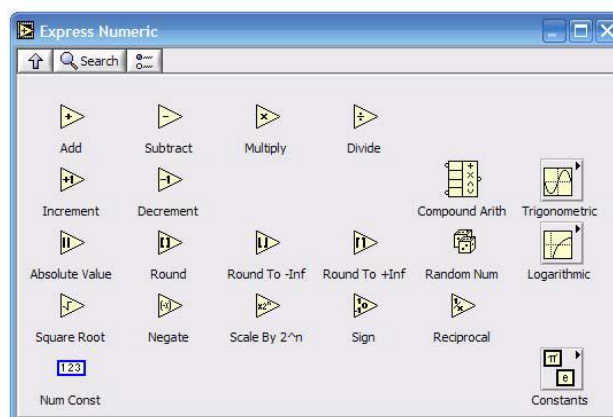 Express Numeric
Search
Add Subtract Multiply Divide
Increment Decrement Compound Arith Trigonometric
Absolute Value Round Round To -Inf Round To +Inf Random Num Logarithmic
Square Root Negate Scale By 2^n Sign Reciprocal
123
Num Const Constants